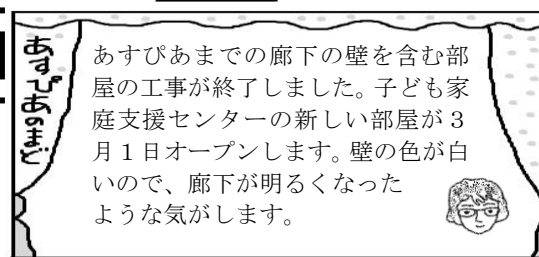 あすぴあのまど
あすぴあまでの廊下の壁を含む部
屋の工事が終了しました。子ども家
庭支援センターの新しい部屋が３
月１日オープンします。壁の色が白
いので、廊下が明るくなった
ような気がします。